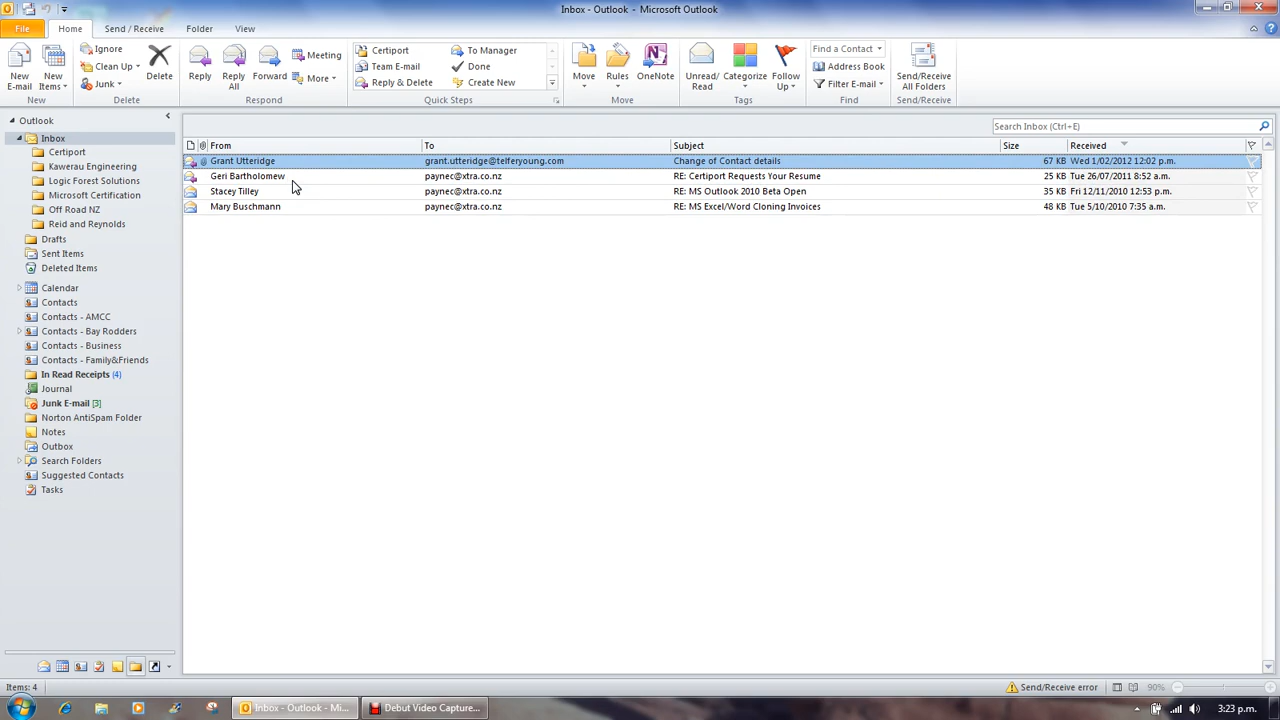 Inbox - Outlook - Microsoft Outlook
File Home Send / Receive Folder View
New E-mail
New Items
New
Ignore
Clean Up
Junk
Delete
Delete
Reply
Reply All
Forward
Meeting
More
Respond
Certiport
Team E-mail
Reply & Delete
To Manager
Done
Create New
Quick Steps
Move
Rules
OneNote
Move
Unread/ Read
Categorize
Follow Up
Tags
Find a Contact
Address Book
Filter E-mail
Find
Send/Receive All Folders
Send/Receive
Outlook
Inbox
Certiport
Kawerau Engineering
Logic Forest Solutions
Microsoft Certification
Off Road NZ
Reid and Reynolds
Drafts
Sent Items
Deleted Items
Calendar
Contacts
Contacts - AMCC
Contacts - Bay Rodders
Contacts - Business
Contacts - Family&Friends
In Read Receipts (4)
Journal
Junk E-mail [3]
Norton AntiSpam Folder
Notes
Outbox
Search Folders
Suggested Contacts
Tasks
Search Inbox (Ctrl+E)
From To Subject Size Received
Grant Utteridge grant.utteridge@telferyoung.com Change of Contact details 67 KB Wed 1/02/2012 12:02 p.m.
Geri Bartholomew paynec@xtra.co.nz RE: Certiport Requests Your Resume 25 KB Tue 26/07/2011 8:52 a.m.
Stacey Tilley paynec@xtra.co.nz RE: MS Outlook 2010 Beta Open 35 KB Fri 12/11/2010 12:53 p.m.
Mary Buschmann paynec@xtra.co.nz RE: MS Excel/Word Cloning Invoices 48 KB Tue 5/10/2010 7:35 a.m.
Items: 4
Send/Receive error
90%
Inbox - Outlook - Mi...
Debut Video Capture...
3:23 p.m.